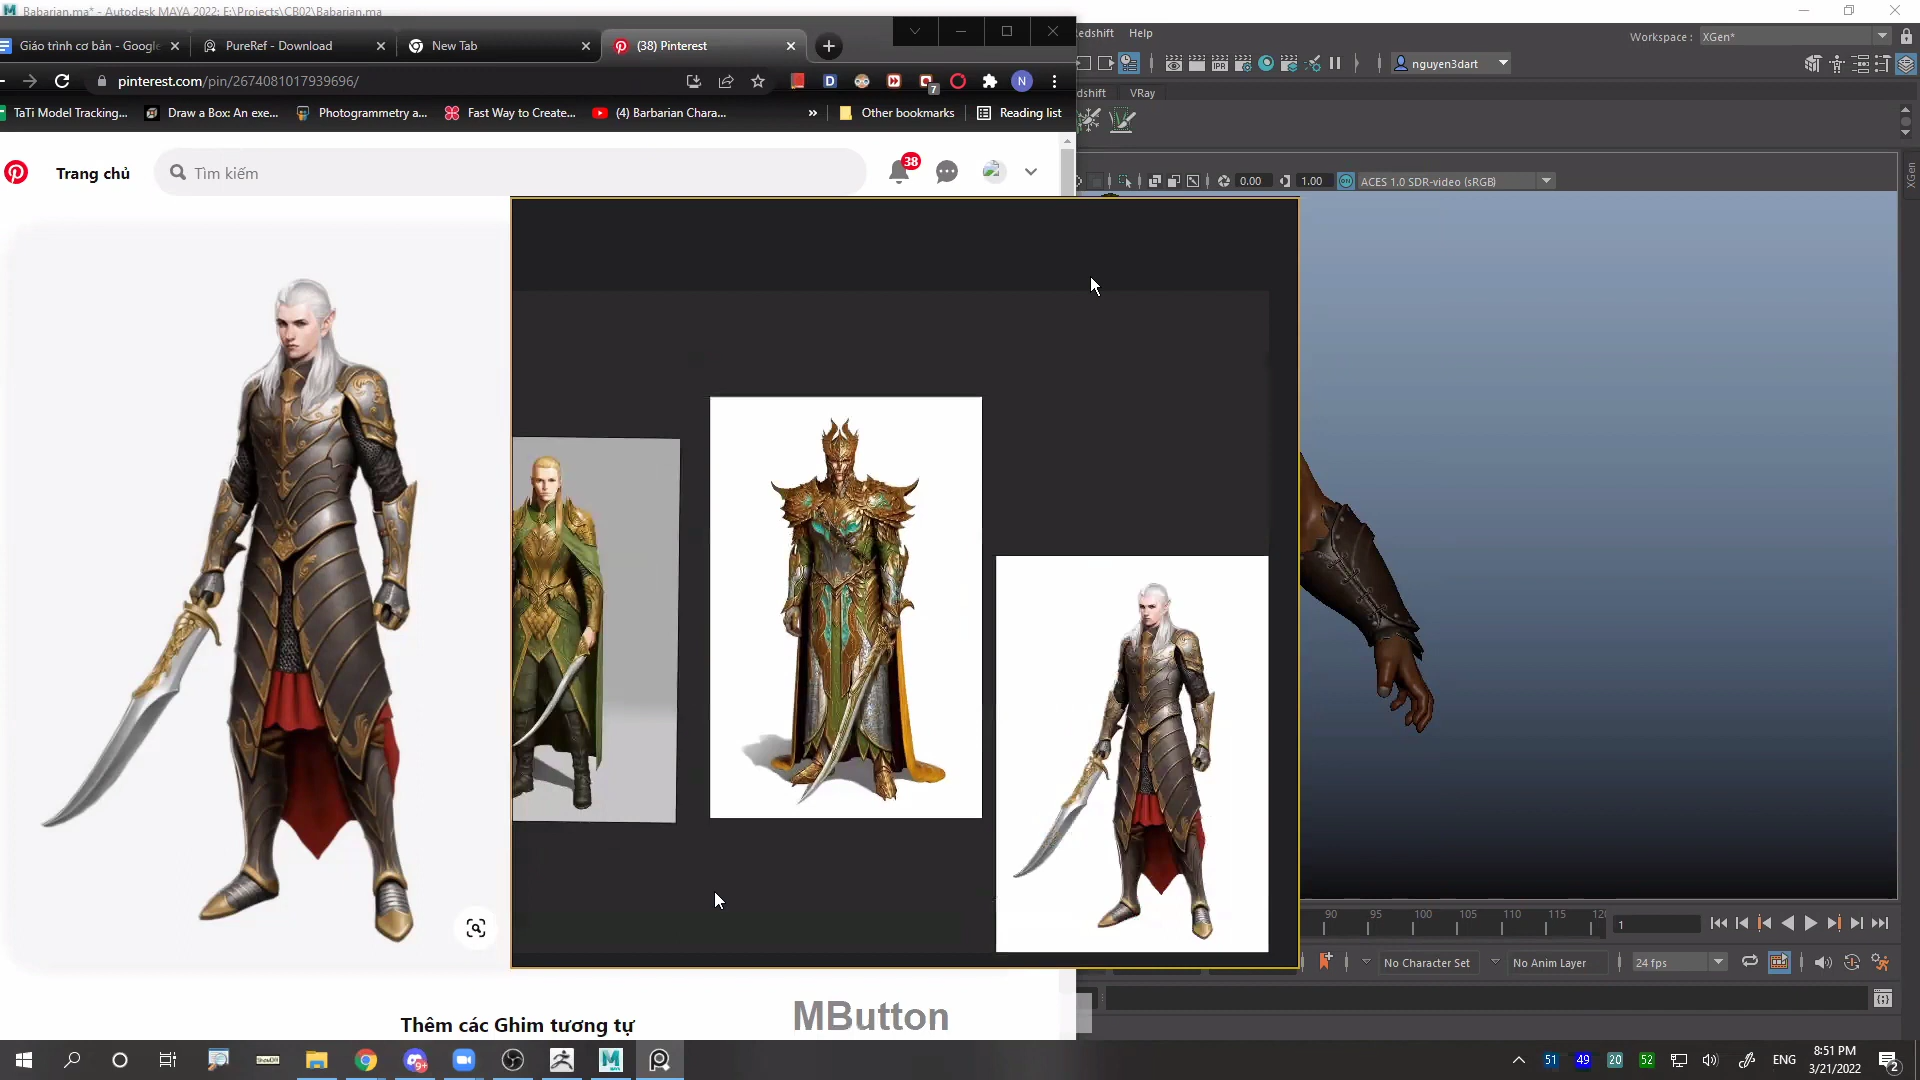 Babarian.ma* - Autodesk MAYA 2022: E:\Projects\CB02\Babarian.ma
Giáo trình cơ bản - Google
PureRef - Download
New Tab
(38) Pinterest
edshift
Help
Workspace :
XGen*
pinterest.com/pin/2674081017939696/
7
N
IPR
nguyen3dart
TaTi Model Tracking...
Draw a Box: An exe...
Photogrammetry a...
Fast Way to Create...
(4) Barbarian Chara...
»
Other bookmarks
Reading list
dshift
VRay
Trang chủ
Tìm kiếm
38
0.00
1.00
ON
ACES 1.0 SDR-video (sRGB)
XGen
90
95
100
105
110
115
1
No Character Set
No Anim Layer
24 fps
Thêm các Ghim tương tự
MButton
51
49
20
52
ENG
8:51 PM
3/21/2022
2